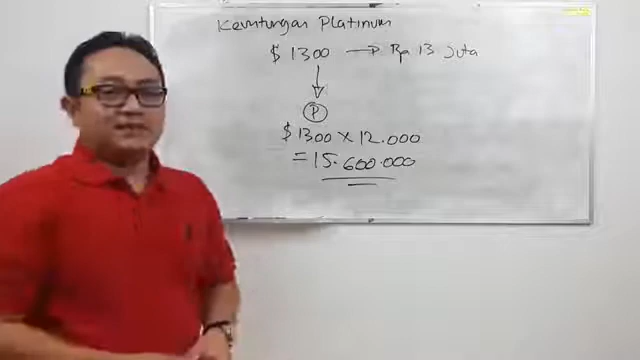 Keuntungan Platinum
$ 1300 → Rp 13 Juta
P
$1300 x 12.000
= 15.600.000